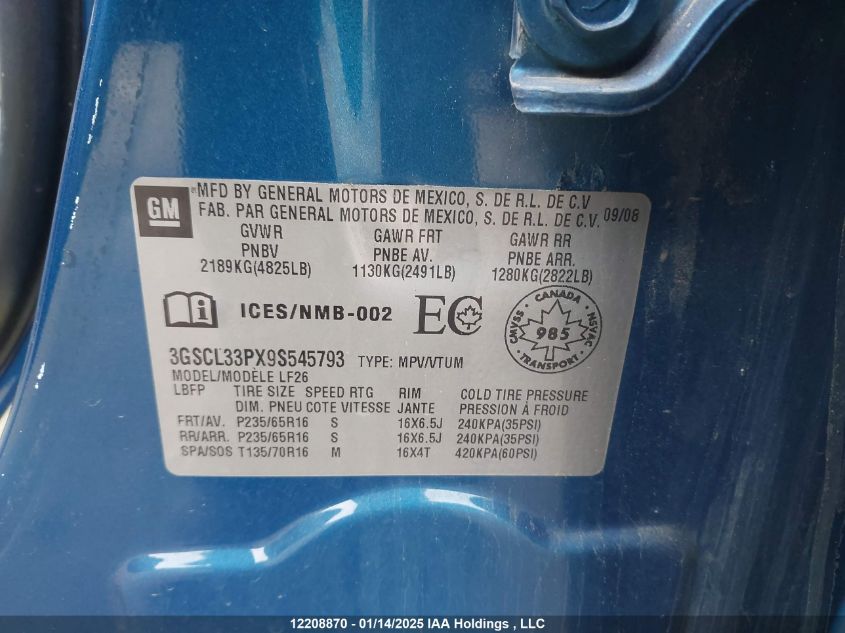 GM
MFD BY GENERAL MOTORS DE MEXICO, S. DE R.L. DE C.V
FAB. PAR GENERAL MOTORS DE MEXICO, S. DE R.L. DE C.V. 09/08
GVWR GAWR FRT GAWR RR
PNBV PNBE AV. PNBE ARR.
2189KG(4825LB) 1130KG(2491LB) 1280KG(2822LB)
i ICES/NMB-002 EC CANADA CMVSS 985 NSVAC
3GSCL33PX9S545793 TYPE: MPV/VTUM
MODEL/MODÈLE LF26
LBFP TIRE SIZE SPEED RTG RIM COLD TIRE PRESSURE
DIM. PNEU COTE VITESSE JANTE PRESSION À FROID
FRT/AV. P235/65R16 S 16X6.5J 240KPA(35PSI)
RR/ARR. P235/65R16 S 16X6.5J 240KPA(35PSI)
SPA/SOS T135/70R16 M 16X4T 420KPA(60PSI)
12208870 - 01/14/2025 IAA Holdings , LLC